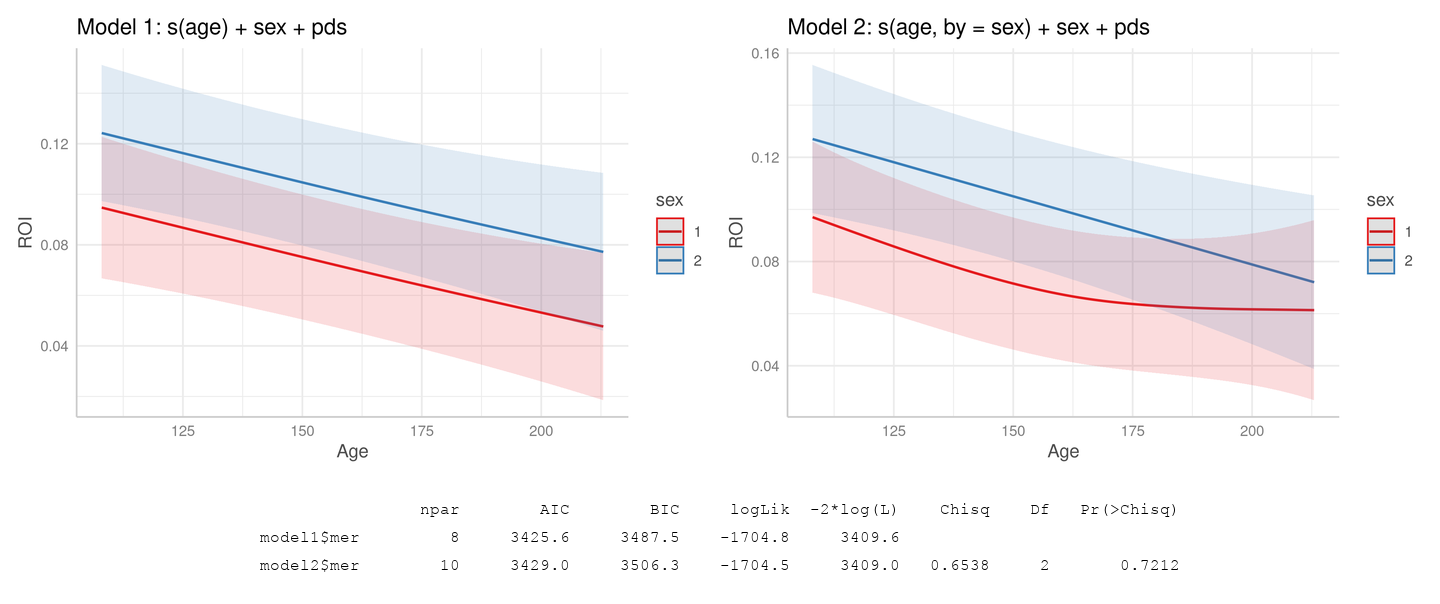 Model 1: s(age) + sex + pds
0.12
0.08
0.04
ROI
125 150 175 200
Age
sex
1
2
Model 2: s(age, by = sex) + sex + pds
0.16
0.12
0.08
0.04
ROI
125 150 175 200
Age
sex
1
2
npar AIC BIC logLik -2*log(L) Chisq Df Pr(>Chisq)
model1$mer 8 3425.6 3487.5 -1704.8 3409.6
model2$mer 10 3429.0 3506.3 -1704.5 3409.0 0.6538 2 0.7212